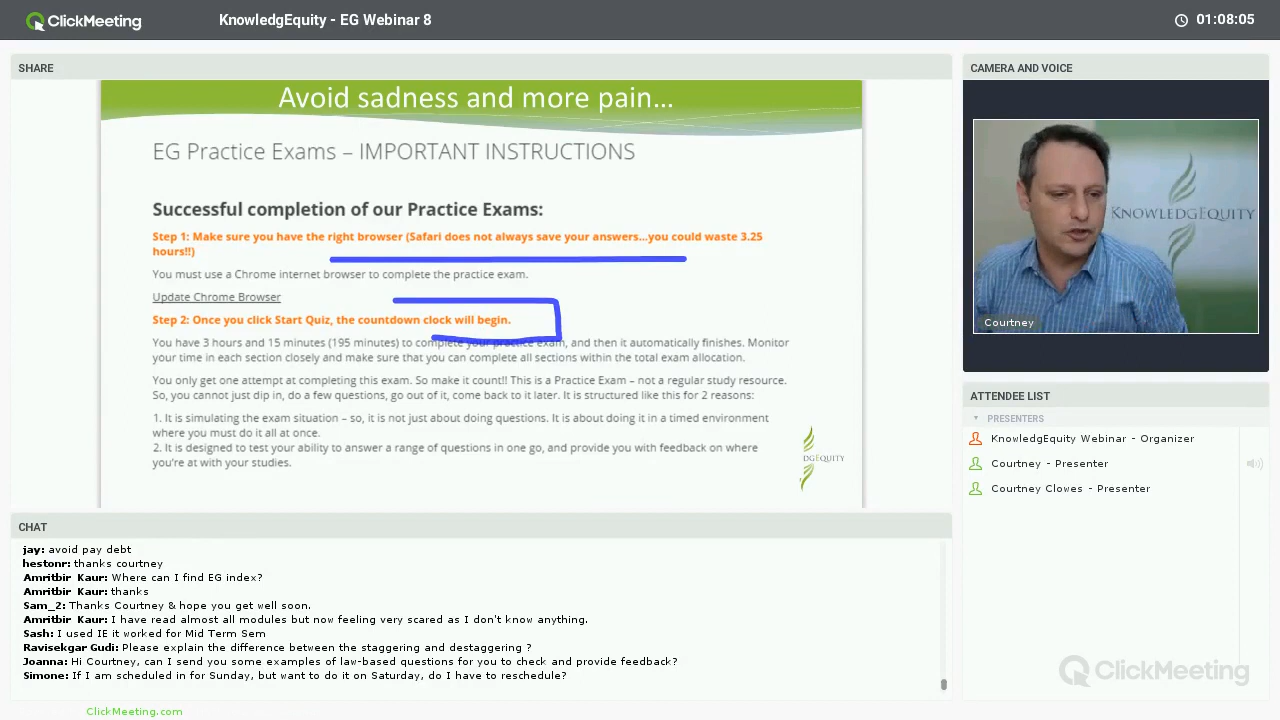 ClickMeeting
KnowledgEquity - EG Webinar 8
01:08:05
SHARE
Avoid sadness and more pain...
EG Practice Exams – IMPORTANT INSTRUCTIONS
Successful completion of our Practice Exams:
Step 1: Make sure you have the right browser (Safari does not always save your answers...you could waste 3.25
hours!!)
You must use a Chrome internet browser to complete the practice exam.
Update Chrome Browser
Step 2: Once you click Start Quiz, the countdown clock will begin.
You have 3 hours and 15 minutes (195 minutes) to complete your practice exam, and then it automatically finishes. Monitor
your time in each section closely and make sure that you can complete all sections within the total exam allocation.
You only get one attempt at completing this exam. So make it count!! This is a Practice Exam – not a regular study resource.
So, you cannot just dip in, do a few questions, go out of it, come back to it later. It is structured like this for 2 reasons:
1. It is simulating the exam situation – so, it is not just about doing questions. It is about doing it in a timed environment
where you must do it all at once.
2. It is designed to test your ability to answer a range of questions in one go, and provide you with feedback on where
you're at with your studies.
DGEQUITY
CAMERA AND VOICE
KNOWLEDGEQUITY
Courtney
ATTENDEE LIST
PRESENTERS
KnowledgEquity Webinar - Organizer
Courtney - Presenter
Courtney Clowes - Presenter
CHAT
jay: avoid pay debt
hestonr: thanks courtney
Amritbir Kaur: Where can I find EG index?
Amritbir Kaur: thanks
Sam_2: Thanks Courtney & hope you get well soon.
Amritbir Kaur: I have read almost all modules but now feeling very scared as I don't know anything.
Sash: I used IE it worked for Mid Term Sem
Ravisekgar Gudi: Please explain the difference between the staggering and destaggering ?
Joanna: Hi Courtney, can I send you some examples of law-based questions for you to check and provide feedback?
Simone: If I am scheduled in for Sunday, but want to do it on Saturday, do I have to reschedule?
ClickMeeting
ClickMeeting.com